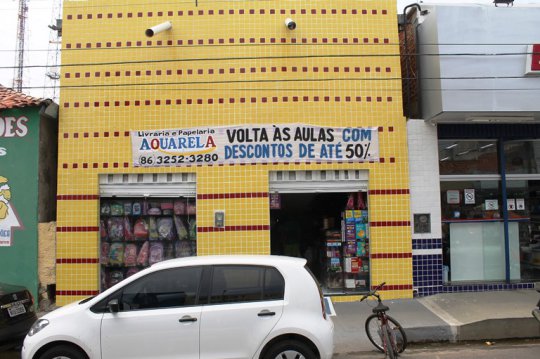 Livraria e Papelaria
AQUARELA
86 3252-3280
VOLTA ÀS AULAS COM
DESCONTOS DE ATÉ 50%
DES